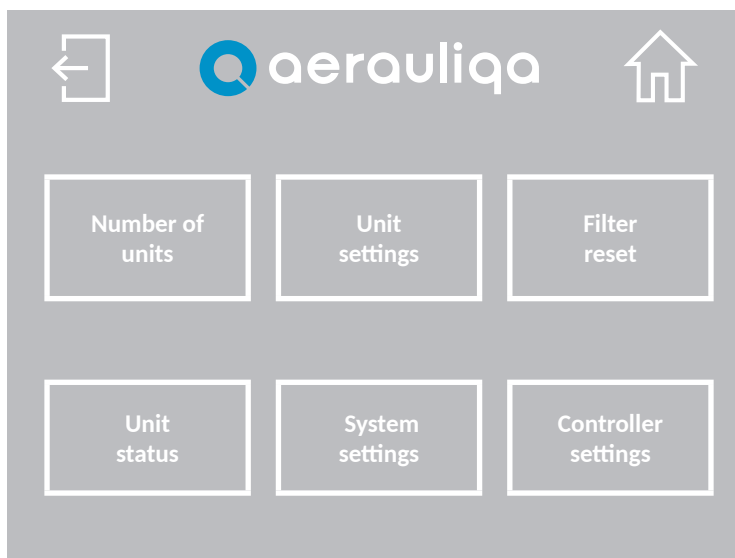 aerauliqa
Number of
units
Unit
settings
Filter
reset
Unit
status
System
settings
Controller
settings